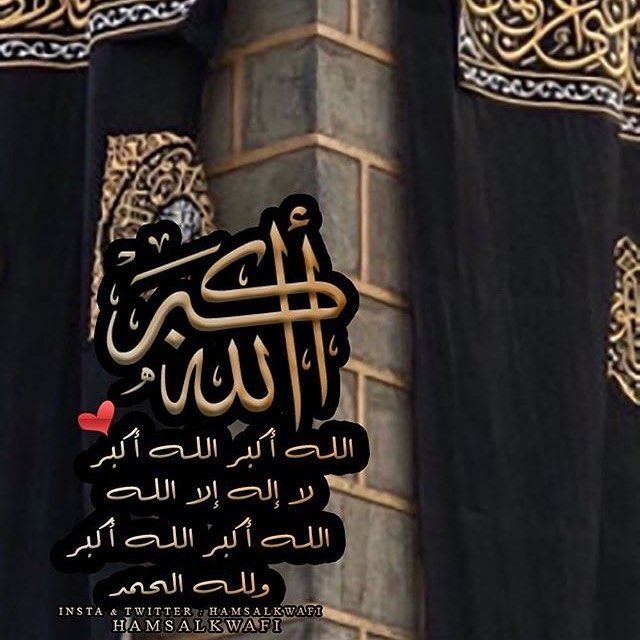 الله أكبر
الله أكبر الله أكبر
لا إله إلا الله
الله أكبر الله أكبر
ولله الحمد
INSTA & TWITTER : HAMSALKWAFI
HAMSALKWAFI